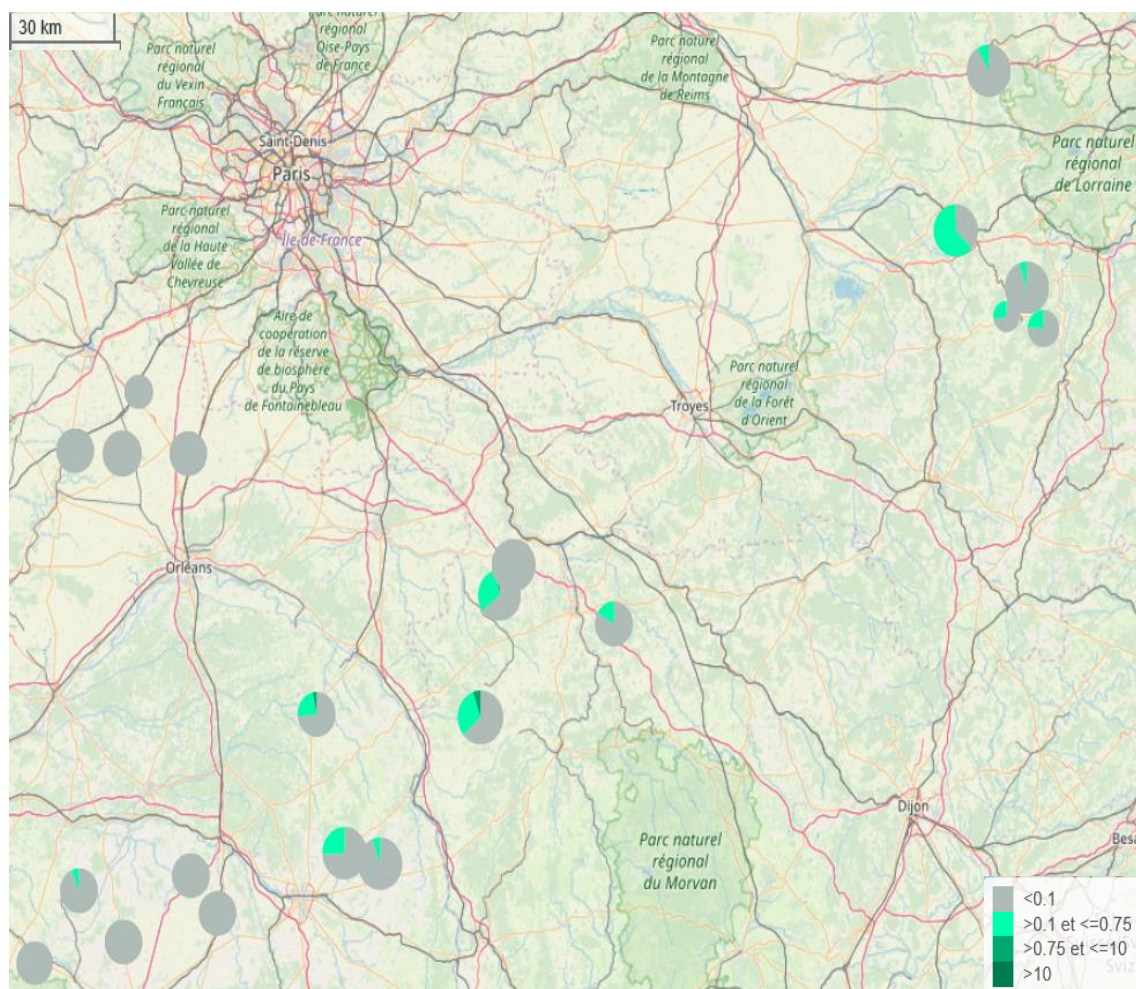 30 km
Parc naturel
régional
Oise-Pays
de France
Parc naturel
régional
du Vexin
Français
Parc naturel
régional
de la Montagne
de Reims
Saint-Denis
Paris
Parc naturel
régional
de Lorraine
Parc naturel
régional
de la Haute
Vallée de
Chevreuse
Île-de-France
Aire de
coopération
de la réserve
de biosphère
du Pays
de Fontainebleau
Parc naturel
régional
de la Forêt
d'Orient
Troyes
Orléans
Dijon
Parc naturel
régional
du Morvan
<0.1
>0.1 et <=0.75
>0.75 et <=10
>10